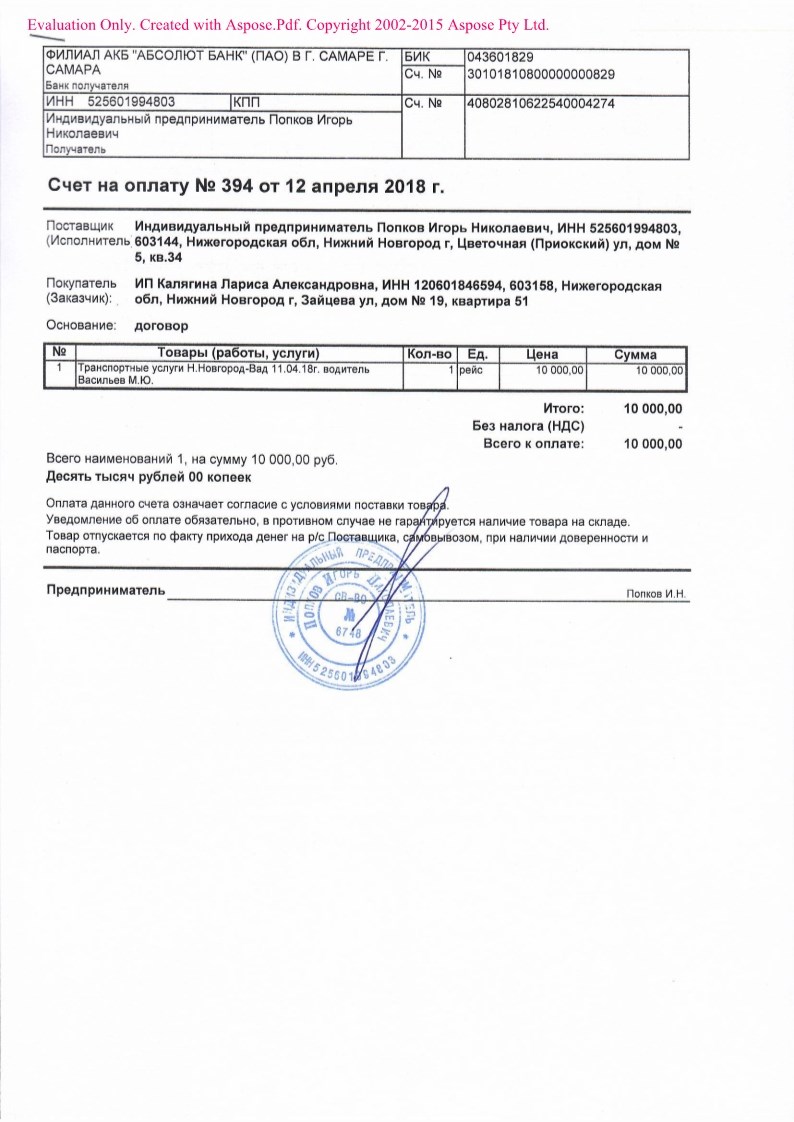 Evaluation Only. Created with Aspose.Pdf. Copyright 2002-2015 Aspose Pty Ltd.
ФИЛИАЛ АКБ "АБСОЛЮТ БАНК" (ПАО) В Г. САМАРЕ Г.
САМАРА
Банк получателя
БИК
043601829
Сч. №
30101810800000000829
ИНН 525601994803
КПП
Сч. №
40802810622540004274
Индивидуальный предприниматель Попков Игорь
Николаевич
Получатель
Счет на оплату № 394 от 12 апреля 2018 г.
Поставщик
(Исполнитель
Индивидуальный предприниматель Попков Игорь Николаевич, ИНН 525601994803,
603144, Нижегородская обл, Нижний Новгород г, Цветочная (Приокский) ул, дом №
5, кв.34
Покупатель
(Заказчик):
ИП Калягина Лариса Александровна, ИНН 120601846594, 603158, Нижегородская
обл, Нижний Новгород г, Зайцева ул, дом № 19, квартира 51
Основание: договор
№ Товары (работы, услуги) Кол-во Ед. Цена Сумма
1 Транспортные услуги Н.Новгород-Вад 11.04.18г. водитель
Васильев М.Ю.
1 рейс 10 000,00 10 000,00
Итого: 10 000,00
Без налога (НДС) -
Всего к оплате: 10 000,00
Всего наименований 1, на сумму 10 000,00 руб.
Десять тысяч рублей 00 копеек
Оплата данного счета означает согласие с условиями поставки товара.
Уведомление об оплате обязательно, в противном случае не гарантируется наличие товара на складе.
Товар отпускается по факту прихода денег на р/с Поставщика, самовывозом, при наличии доверенности и
паспорта.
Предприниматель
Попков И.Н.
ИНДИВИДУАЛЬНЫЙ ПРЕДПРИНИМАТЕЛЬ
ПОПКОВ ИГОРЬ НИКОЛАЕВИЧ
СВ-ВО
№
6748
ИНН 525601994803